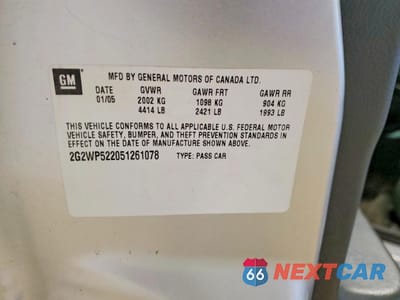 GM
MFD BY GENERAL MOTORS OF CANADA LTD.
DATE GVWR GAWR FRT GAWR RR
01/05 2002 KG 1098 KG 904 KG
4414 LB 2421 LB 1993 LB
THIS VEHICLE CONFORMS TO ALL APPLICABLE U.S. FEDERAL MOTOR
VEHICLE SAFETY, BUMPER, AND THEFT PREVENTION STANDARDS IN
EFFECT ON THE DATE OF MANUFACTURE SHOWN ABOVE.
2G2WP522051261078 TYPE: PASS CAR
66 NEXTCAR